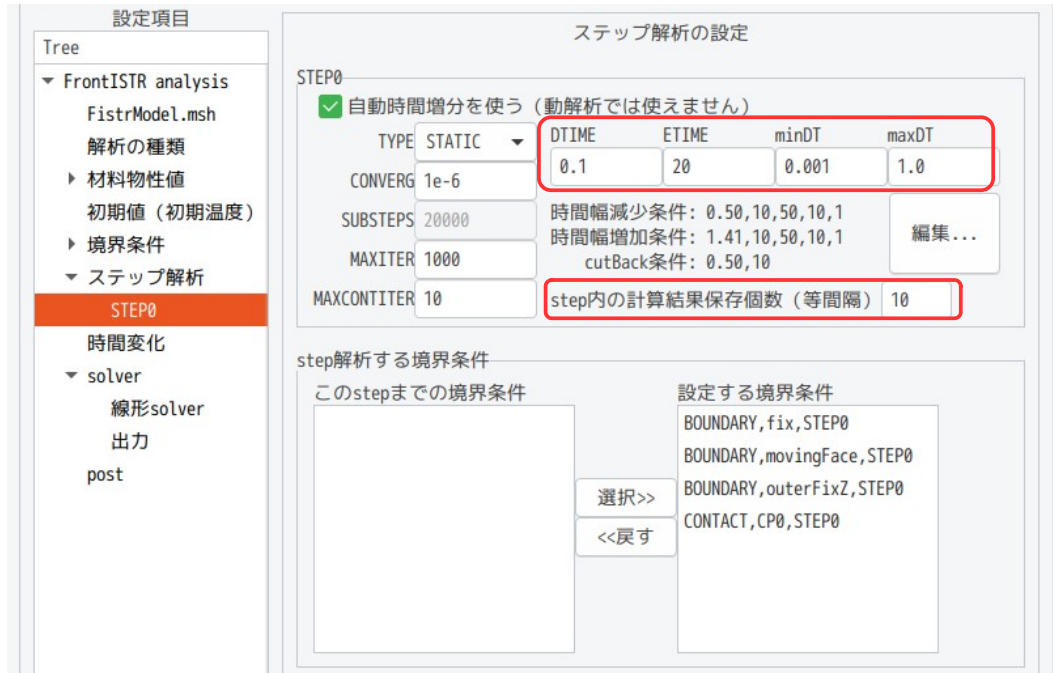 設定項目
Tree
FrontISTR analysis
FistrModel.msh
解析の種類
材料物性値
初期値（初期温度）
境界条件
ステップ解析
STEP0
時間変化
solver
線形solver
出力
post
ステップ解析の設定
STEP0
自動時間増分を使う（動解析では使えません）
TYPE STATIC
CONVERG 1e-6
SUBSTEPS 20000
MAXITER 1000
MAXCONTITER 10
DTIME ETIME minDT maxDT
0.1 20 0.001 1.0
時間幅減少条件: 0.50,10,50,10,1
時間幅増加条件: 1.41,10,50,10,1
cutBack条件: 0.50,10
編集...
step内の計算結果保存個数（等間隔） 10
step解析する境界条件
このstepまでの境界条件
選択>>
<<戻す
設定する境界条件
BOUNDARY,fix,STEP0
BOUNDARY,movingFace,STEP0
BOUNDARY,outerFixZ,STEP0
CONTACT,CP0,STEP0